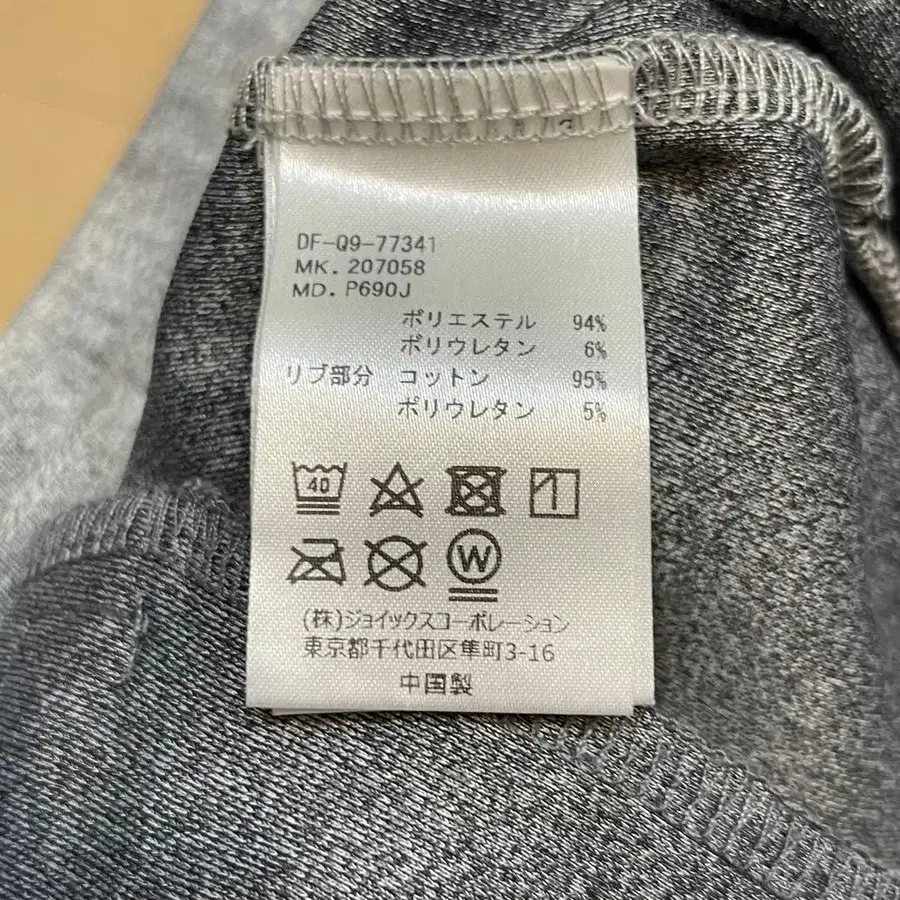 DF-Q9-77341
MK. 207058
MD. P690J
ポリエステル 94%
ポリウレタン 6%
リブ部分 コットン 95%
ポリウレタン 5%
40
W
(株)ジョイックスコーポレーション
東京都千代田区隼町3-16
中国製